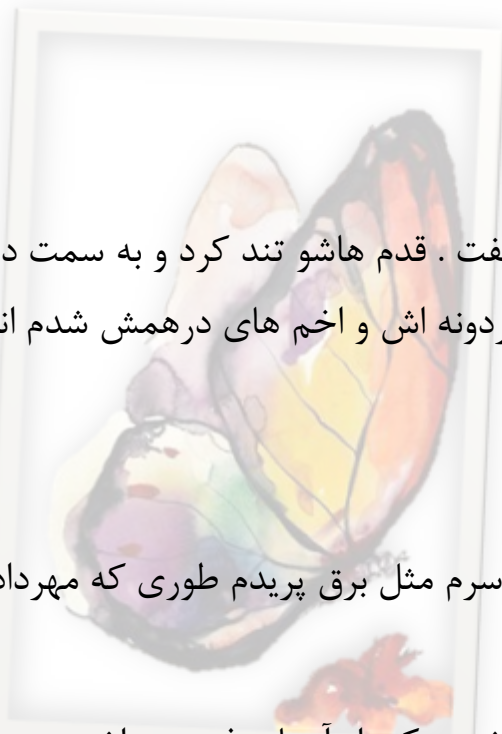 فت . قدم هاشو تند کرد و به سمت د
ردونه اش و اخم های درهمش شدم ان
سرم مثل برق پریدم طوری که مهرداد